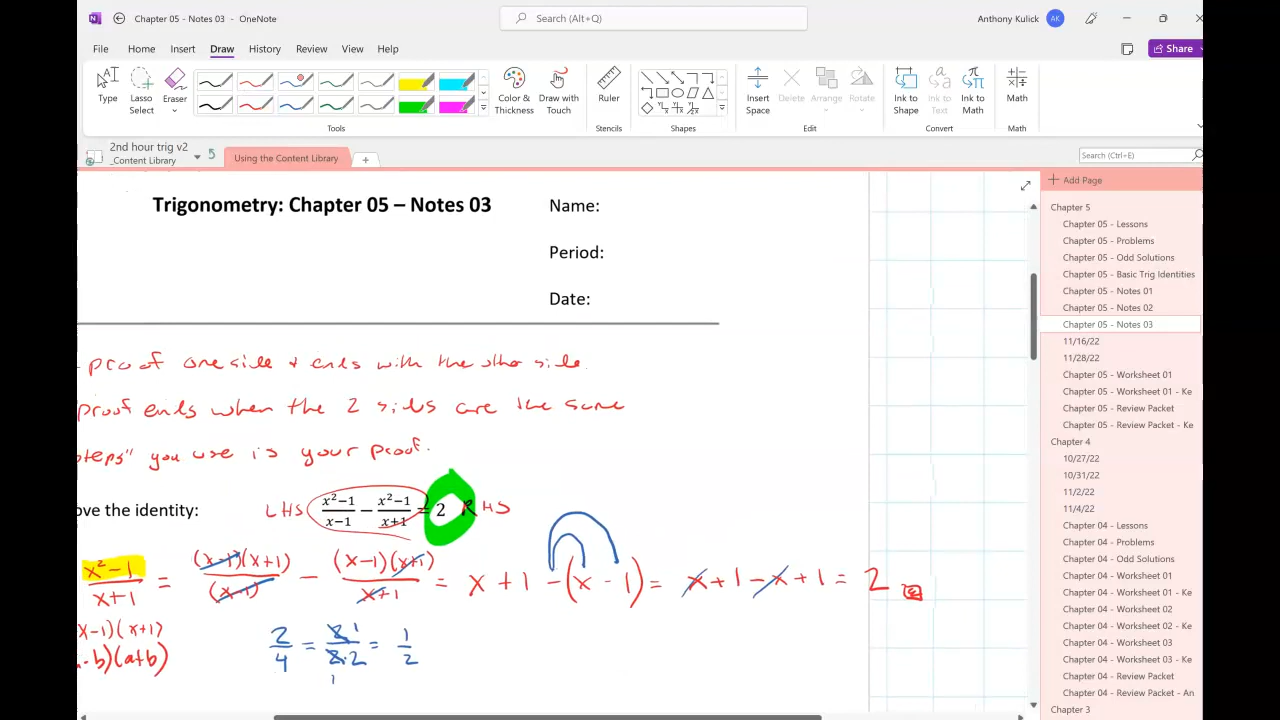 Chapter 05 - Notes 03 - OneNote
Search (Alt+Q)
Anthony Kulick
AK
File Home Insert Draw History Review View Help
Share
Type
Lasso Select
Eraser
Color & Thickness
Draw with Touch
Ruler
Insert Space
Delete
Arrange
Rotate
Ink to Shape
Ink to Text
Ink to Math
Math
Tools
Stencils
Shapes
Edit
Convert
Math
2nd hour trig v2
_Content Library
Using the Content Library
Search (Ctrl+E)
Trigonometry: Chapter 05 – Notes 03
Name:
Period:
Date:
proof one side & ends with the other side.
proof ends when the 2 sides are the same
steps" you use is your proof.
ove the identity:
LHS (x²−1)/(x−1) − (x²−1)/(x+1) = 2 RHS
(x²−1)/(x+1) = (x−1)(x+1)/(x−1) − (x−1)(x+1)/(x+1) = x+1 −(x−1) = x+1−x+1 = 2
x−1)(x+1)
-b)(a+b)
2/4 = 2·1/2·2 = 1/2
Add Page
Chapter 5
Chapter 05 - Lessons
Chapter 05 - Problems
Chapter 05 - Odd Solutions
Chapter 05 - Basic Trig Identities
Chapter 05 - Notes 01
Chapter 05 - Notes 02
Chapter 05 - Notes 03
11/16/22
11/28/22
Chapter 05 - Worksheet 01
Chapter 05 - Worksheet 01 - Ke
Chapter 05 - Review Packet
Chapter 05 - Review Packet - Ke
Chapter 4
10/27/22
10/31/22
11/2/22
11/4/22
Chapter 04 - Lessons
Chapter 04 - Problems
Chapter 04 - Odd Solutions
Chapter 04 - Worksheet 01
Chapter 04 - Worksheet 01 - Ke
Chapter 04 - Worksheet 02
Chapter 04 - Worksheet 02 - Ke
Chapter 04 - Worksheet 03
Chapter 04 - Worksheet 03 - Ke
Chapter 04 - Review Packet
Chapter 04 - Review Packet - An
Chapter 3